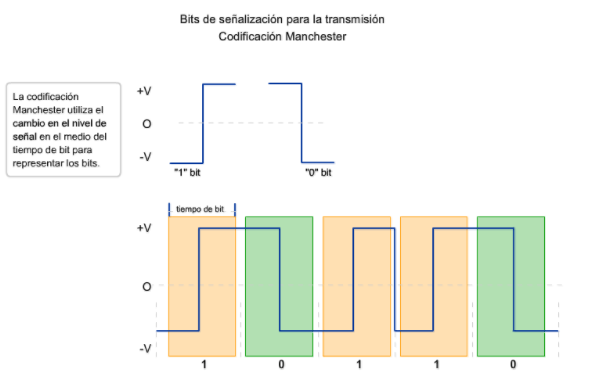 Bits de señalización para la transmisión
Codificación Manchester
La codificación
Manchester utiliza el
cambio en el nivel de
señal en el medio del
tiempo de bit para
representar los bits.
+V
O
-V
"1" bit
"0" bit
tiempo de bit
+V
O
-V
1 0 1 1 0